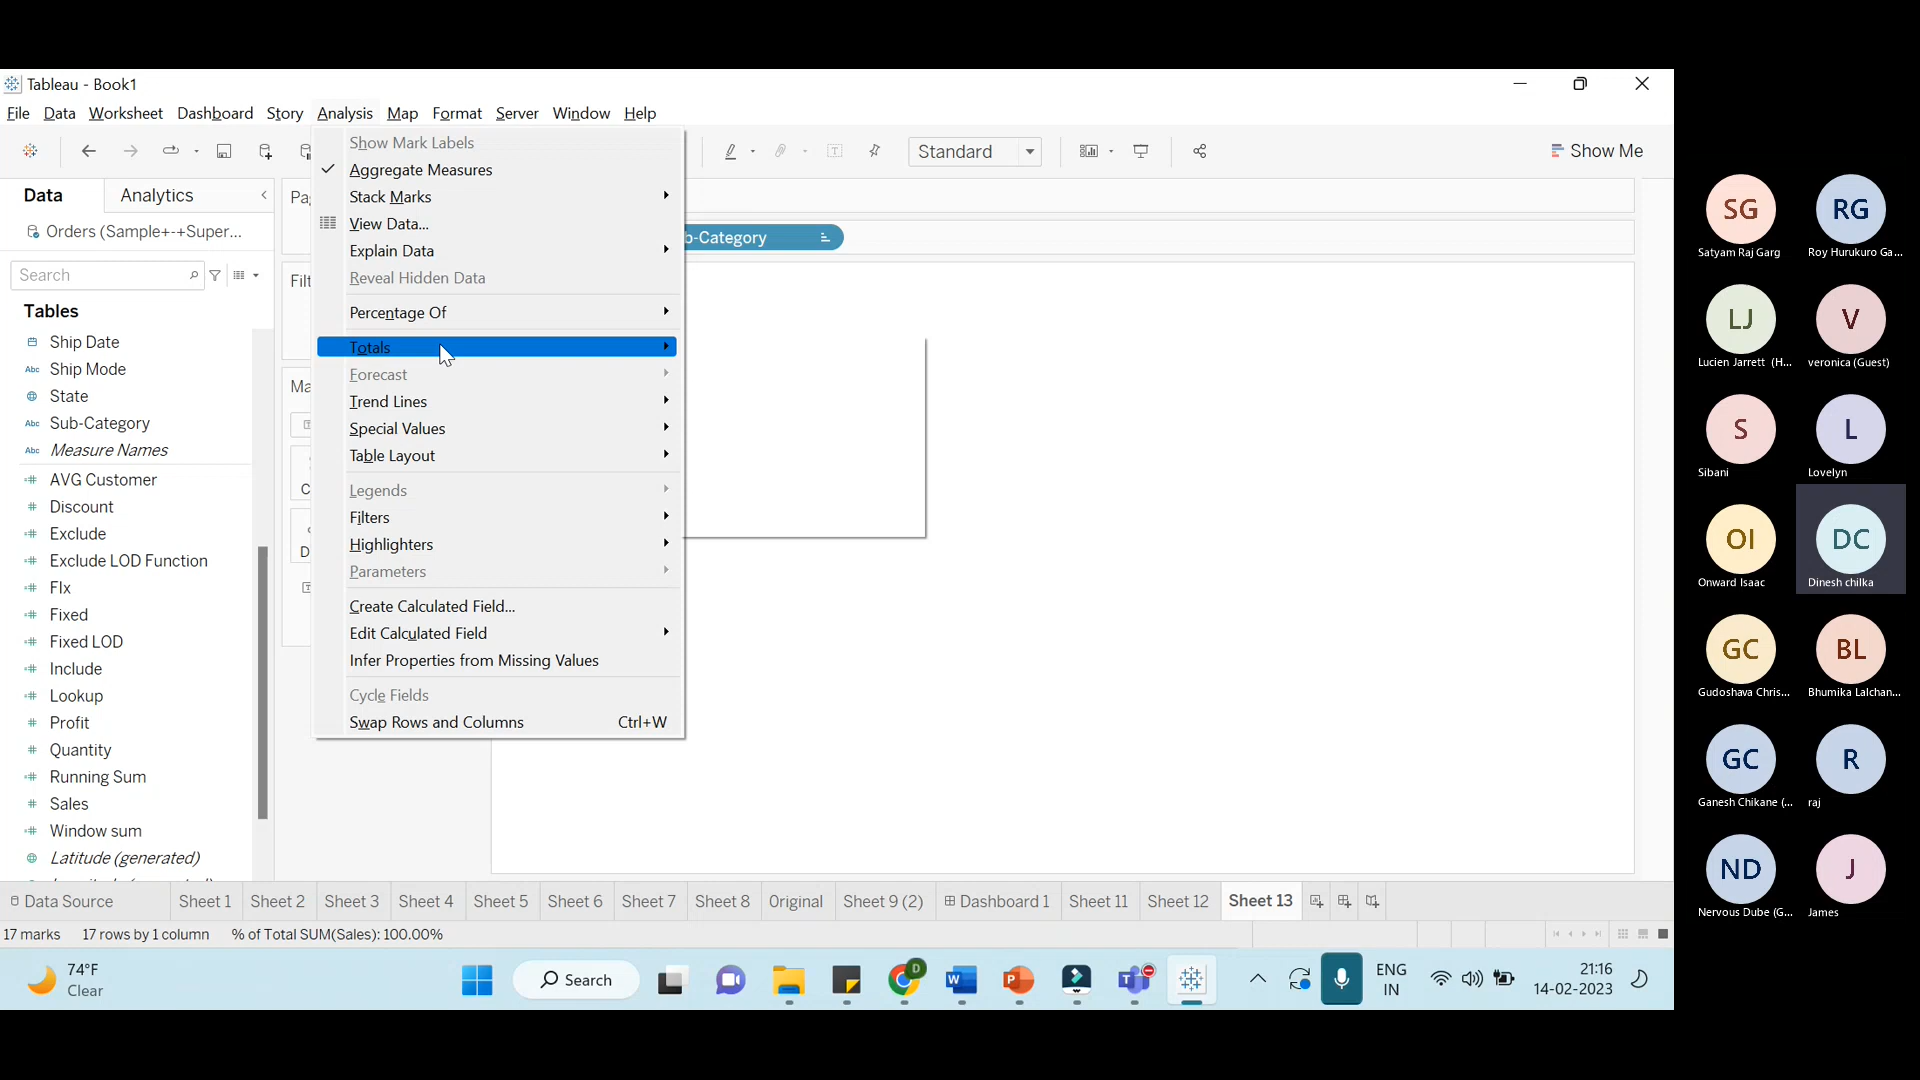 Tableau - Book1
File Data Worksheet Dashboard Story Analysis Map Format Server Window Help
Standard
Show Me
Data
Analytics
Orders (Sample+-+Super...
Search
Tables
Ship Date
Ship Mode
State
Abc Sub-Category
Measure Names
AVG Customer
Discount
Exclude
Exclude LOD Function
FIx
Fixed
Fixed LOD
Include
Lookup
Profit
Quantity
Running Sum
Sales
Window sum
Latitude (generated)
Show Mark Labels
Aggregate Measures
Stack Marks
View Data...
Explain Data
Reveal Hidden Data
Percentage Of
Totals
Forecast
Trend Lines
Special Values
Table Layout
Legends
Filters
Highlighters
Parameters
Create Calculated Field...
Edit Calculated Field
Infer Properties from Missing Values
Cycle Fields
Swap Rows and Columns Ctrl+W
b-Category
Data Source Sheet 1 Sheet 2 Sheet 3 Sheet 4 Sheet 5 Sheet 6 Sheet 7 Sheet 8 Original Sheet 9 (2) Dashboard 1 Sheet 11 Sheet 12 Sheet 13
17 marks 17 rows by 1 column % of Total SUM(Sales): 100.00%
74°F
Clear
Search
ENG
IN
21:16
14-02-2023
SG
Satyam Raj Garg
RG
Roy Hurukuro Ga...
LJ
Lucien Jarrett (H...
V
veronica (Guest)
S
Sibani
L
Lovelyn
OI
Onward Isaac
DC
Dinesh chilka
GC
Gudoshava Chris...
BL
Bhumika Lalchan...
GC
Ganesh Chikane (...
R
raj
ND
Nervous Dube (G...
J
James